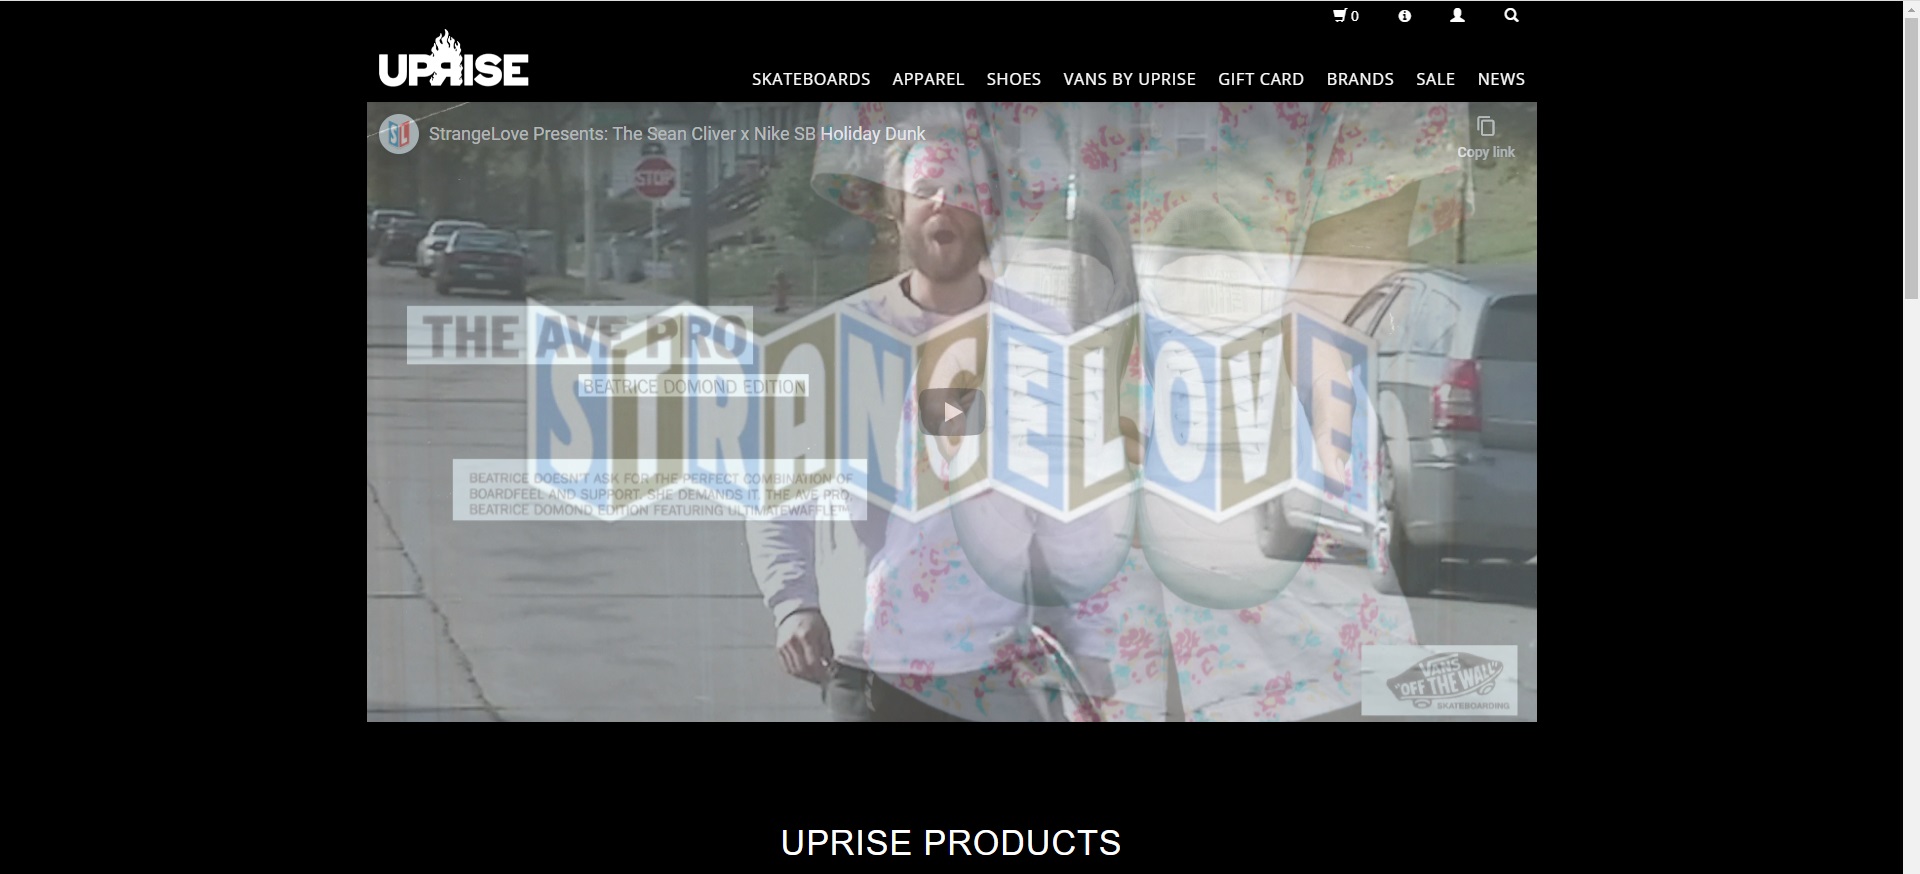 0
UPRISE
SKATEBOARDS APPAREL SHOES VANS BY UPRISE GIFT CARD BRANDS SALE NEWS
SL StrangeLove Presents: The Sean Cliver x Nike SB Holiday Dunk
Copy link
STOP
THE AVE PRO
BEATRICE DOMOND EDITION
STRANGELOVE
BEATRICE DOESN'T ASK FOR THE PERFECT COMBINATION OF
BOARDFEEL AND SUPPORT. SHE DEMANDS IT. THE AVE PRO.
BEATRICE DOMOND EDITION FEATURING ULTIMATEWAFFLE™.
VANS
"OFF THE WALL"
SKATEBOARDING
UPRISE PRODUCTS